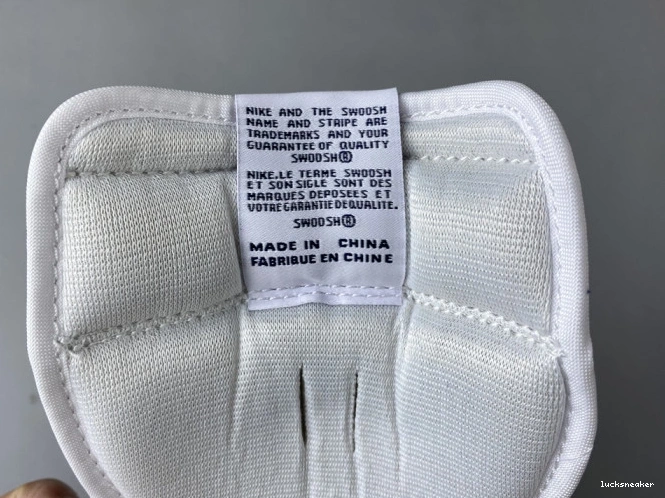 NIKE AND THE SWOOSH
NAME AND STRIPE ARE
TRADEMARKS AND YOUR
GUARANTEE OF QUALITY
SWOOSH®
NIKE.LE TERME SWOOSH
ET SON SIGLE SONT DES
MARQUES DEPOSEES ET
VOTRE GARANTIE DE QUALITE.
SWOOSH®
MADE IN CHINA
FABRIQUE EN CHINE
lucksneaker